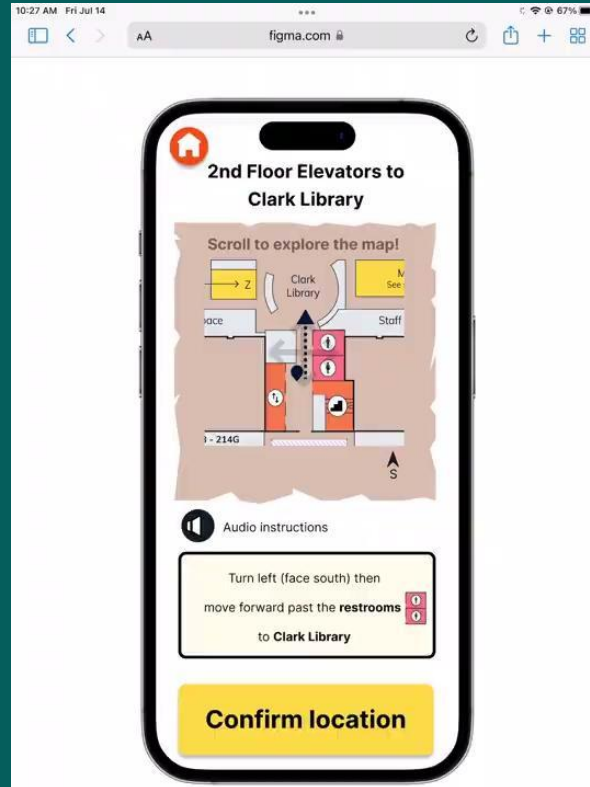 10:27 AM Fri Jul 14
67%
AA
figma.com
2nd Floor Elevators to
Clark Library
Scroll to explore the map!
Z
Clark
Library
M
See
pace
Staff
- 214G
S
Audio instructions
Turn left (face south) then
move forward past the restrooms
to Clark Library
Confirm location